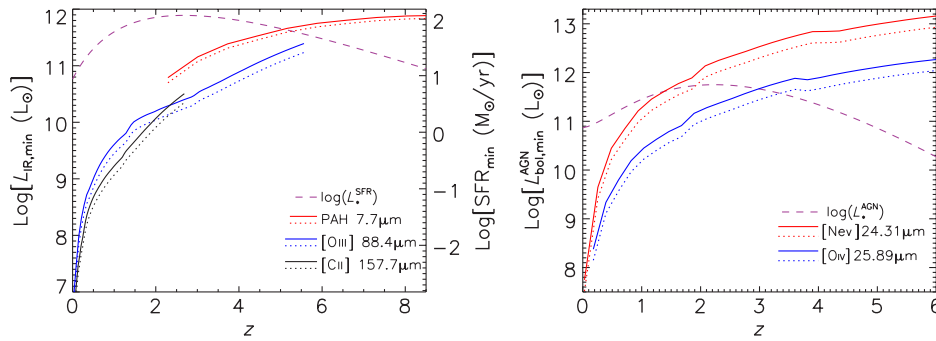 12
11
10
9
8
7
Log[L_IR,min (L_⊙)]
log(L_•^SFR)
PAH 7.7μm
[OIII] 88.4μm
[CII] 157.7μm
0 2 4 6 8
z
2
1
0
−1
−2
Log[SFR_min (M_⊙/yr)]
13
12
11
10
9
8
Log[L_bol,min^AGN (L_⊙)]
log(L_•^AGN)
[NeV] 24.31μm
[OIV] 25.89μm
0 1 2 3 4 5 6
z